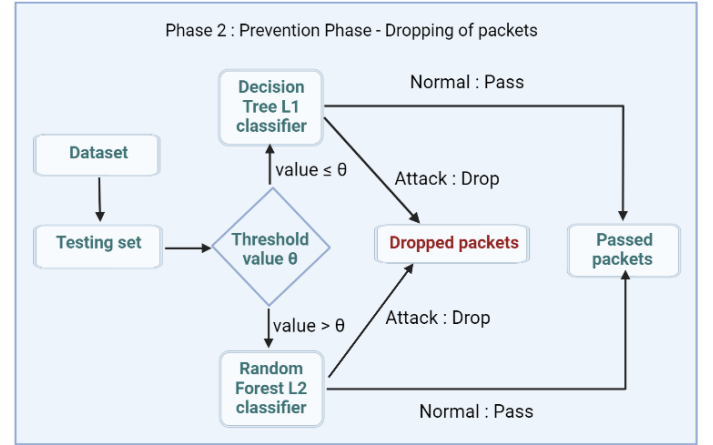 Phase 2 : Prevention Phase - Dropping of packets
Decision
Tree L1
classifier
Normal : Pass
Dataset
value ≤ θ
Attack : Drop
Testing set
Threshold
value θ
Dropped packets
Passed
packets
value > θ
Attack : Drop
Random
Forest L2
classifier
Normal : Pass